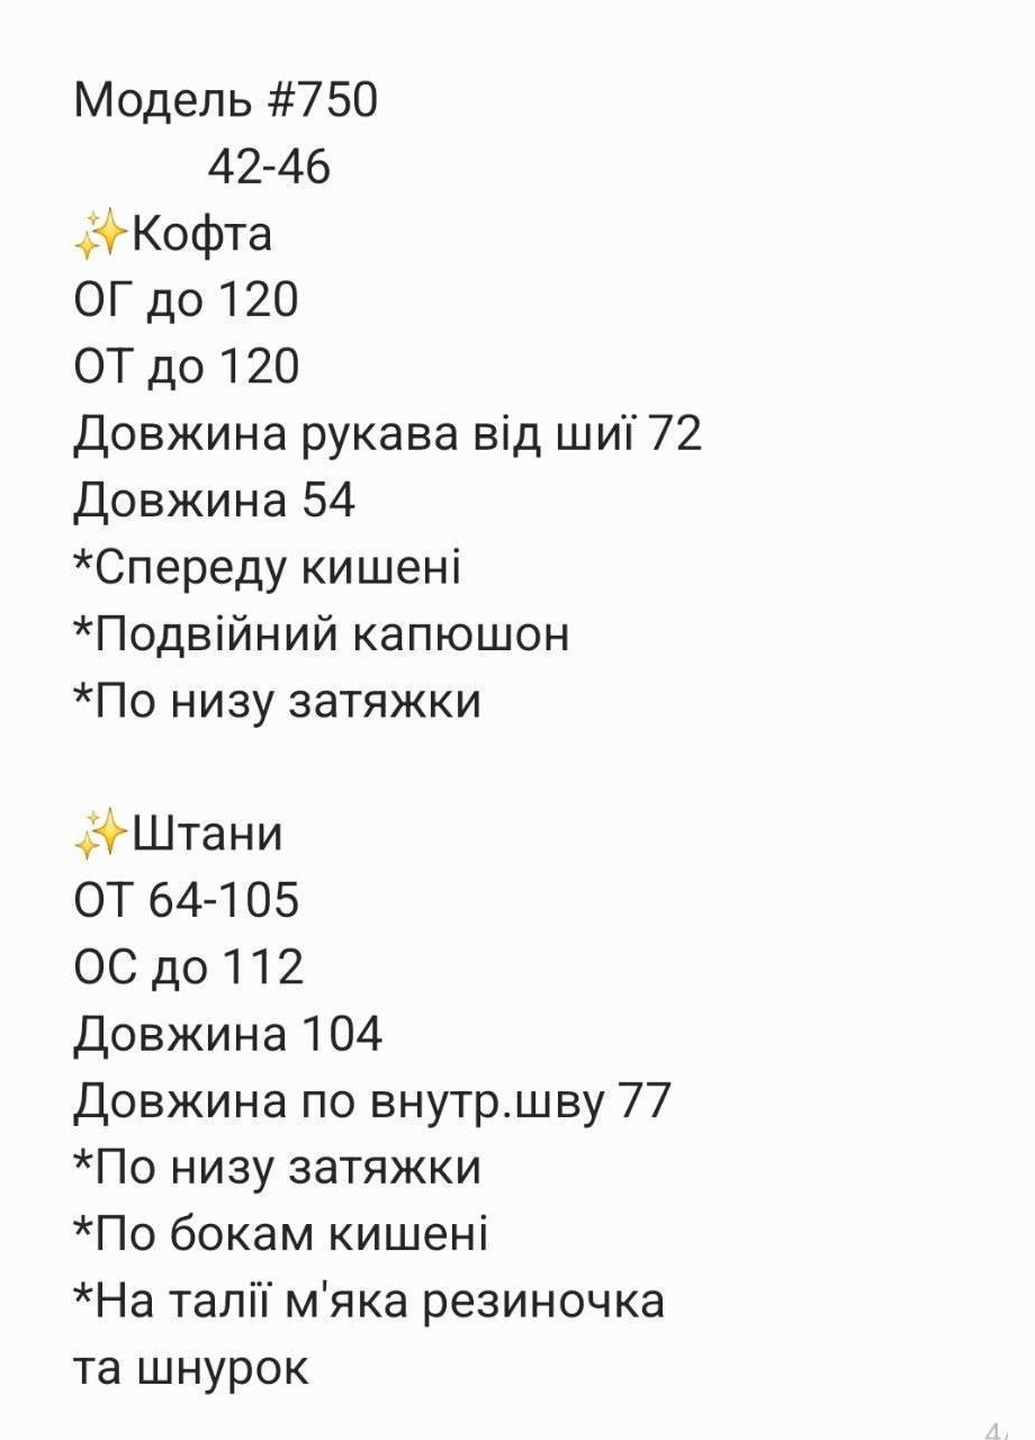 Модель #750
42-46
✨Кофта
ОГ до 120
ОТ до 120
Довжина рукава від шиї 72
Довжина 54
*Спереду кишені
*Подвійний капюшон
*По низу затяжки
✨Штани
ОТ 64-105
ОС до 112
Довжина 104
Довжина по внутр.шву 77
*По низу затяжки
*По бокам кишені
*На талії м'яка резиночка
та шнурок